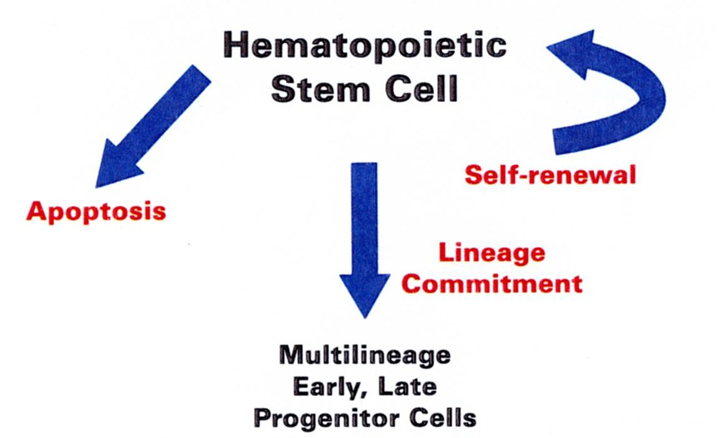 Hematopoietic
Stem Cell
Self-renewal
Apoptosis
Lineage
Commitment
Multilineage
Early, Late
Progenitor Cells